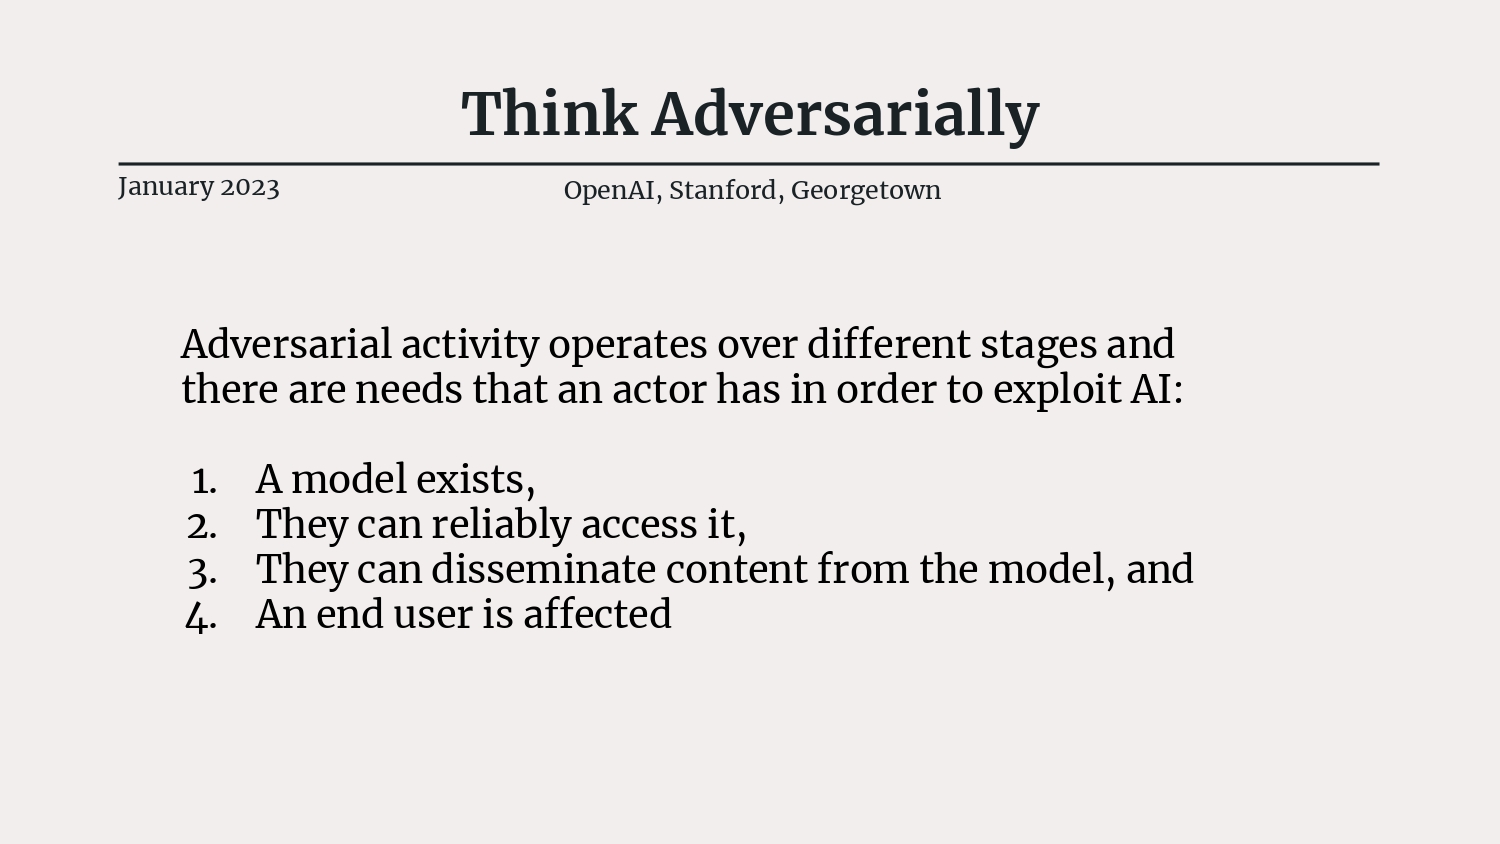 Think Adversarially
January 2023
OpenAI, Stanford, Georgetown
Adversarial activity operates over different stages and
there are needs that an actor has in order to exploit AI:
1. A model exists,
2. They can reliably access it,
3. They can disseminate content from the model, and
4. An end user is affected